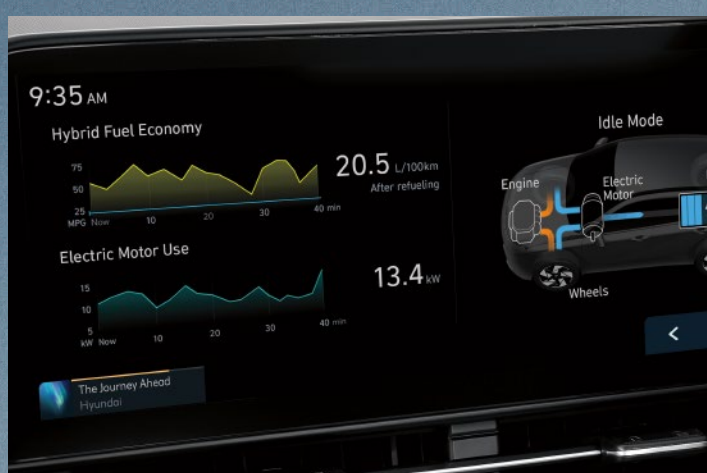 9:35 AM
Hybrid Fuel Economy
75
50
25
MPG Now 10 20 30 40 min
20.5 L/100km
After refueling
Electric Motor Use
15
10
5
kW Now 10 20 30 40 min
13.4 kW
The Journey Ahead
Hyundai
Idle Mode
Engine
Electric
Motor
Wheels